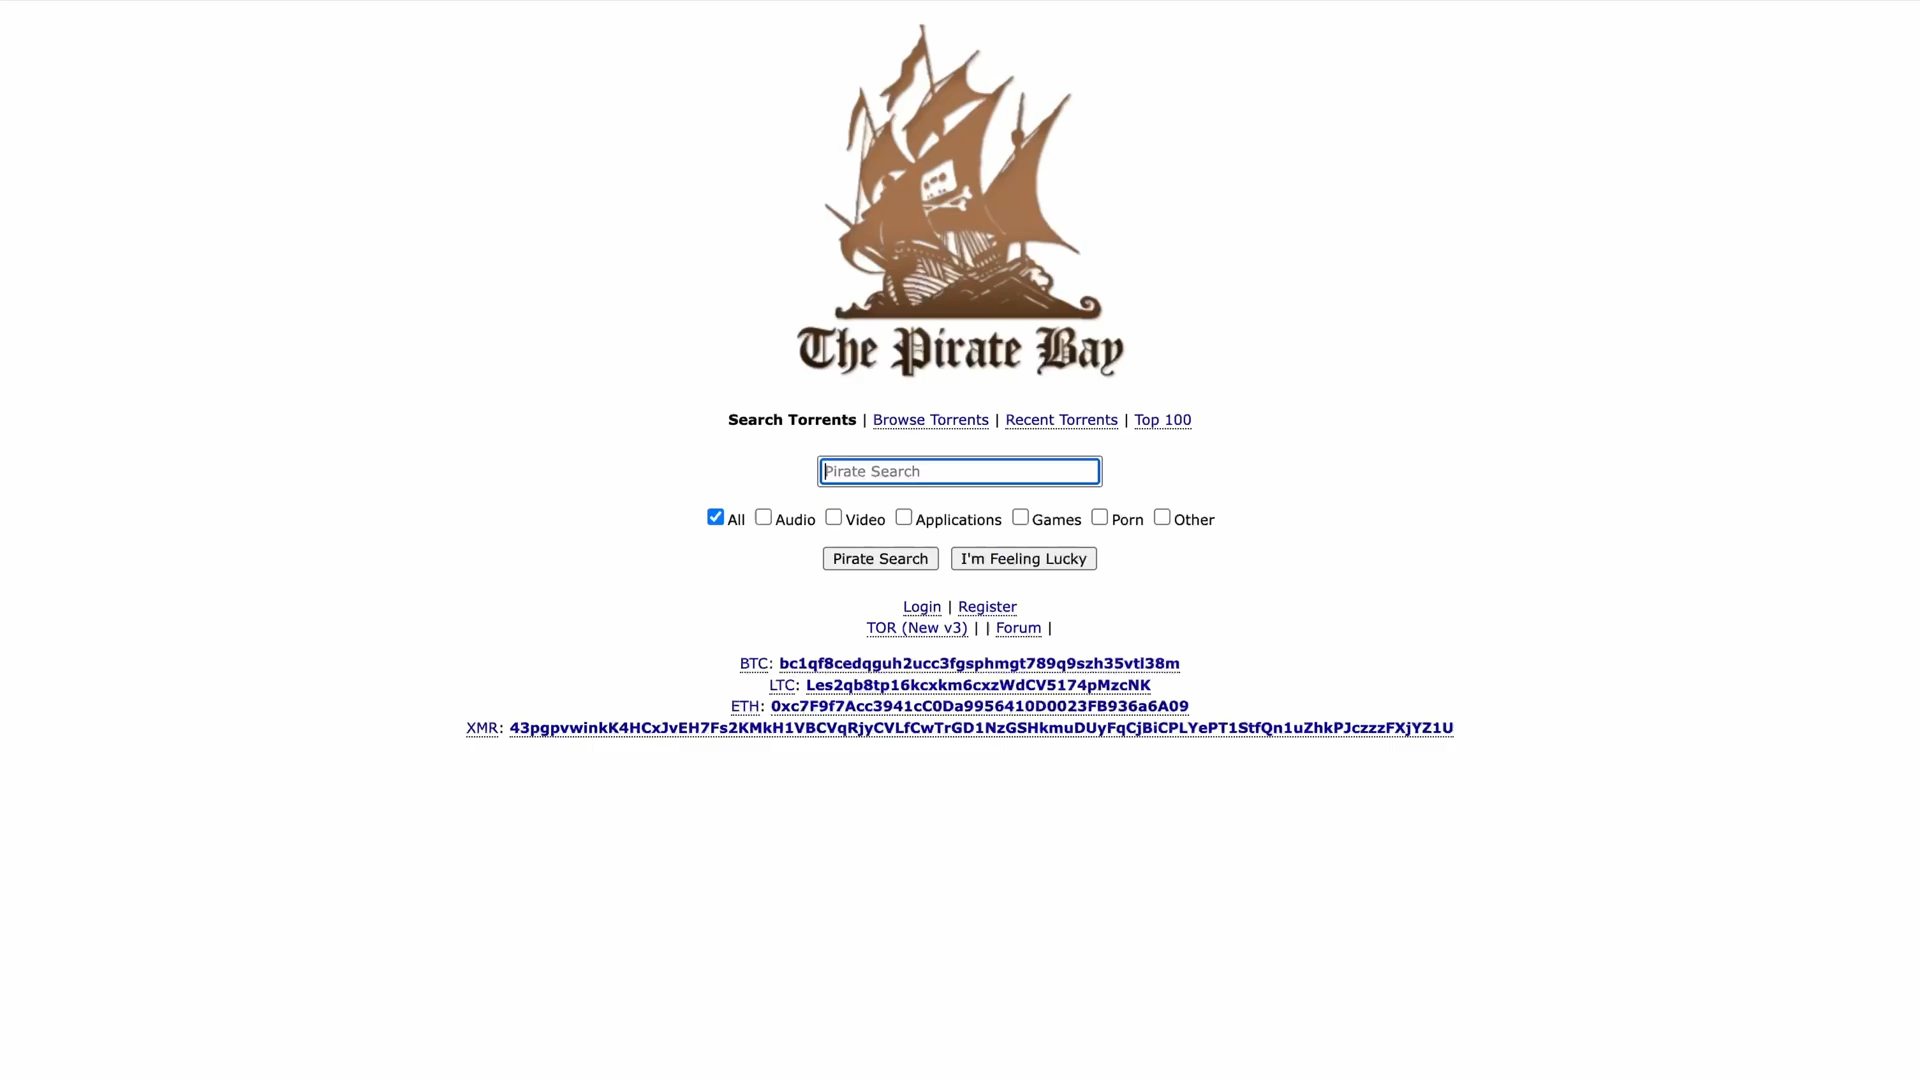 The Pirate Bay
Search Torrents | Browse Torrents | Recent Torrents | Top 100
Pirate Search
All Audio Video Applications Games Porn Other
Pirate Search I'm Feeling Lucky
Login | Register
TOR (New v3) | | Forum |
BTC: bc1qf8cedqguh2ucc3fgsphmgt789q9szh35vtl38m
LTC: Les2qb8tp16kcxkm6cxzWdCV5174pMzcNK
ETH: 0xc7F9f7Acc3941cC0Da9956410D0023FB936a6A09
XMR: 43pgpvwinkK4HCxJvEH7Fs2KMkH1VBCVqRjyCVLfCwTrGD1NzGSHkmuDUyFqCjBiCPLYePT1StfQn1uZhkPJczzzFXjYZ1U